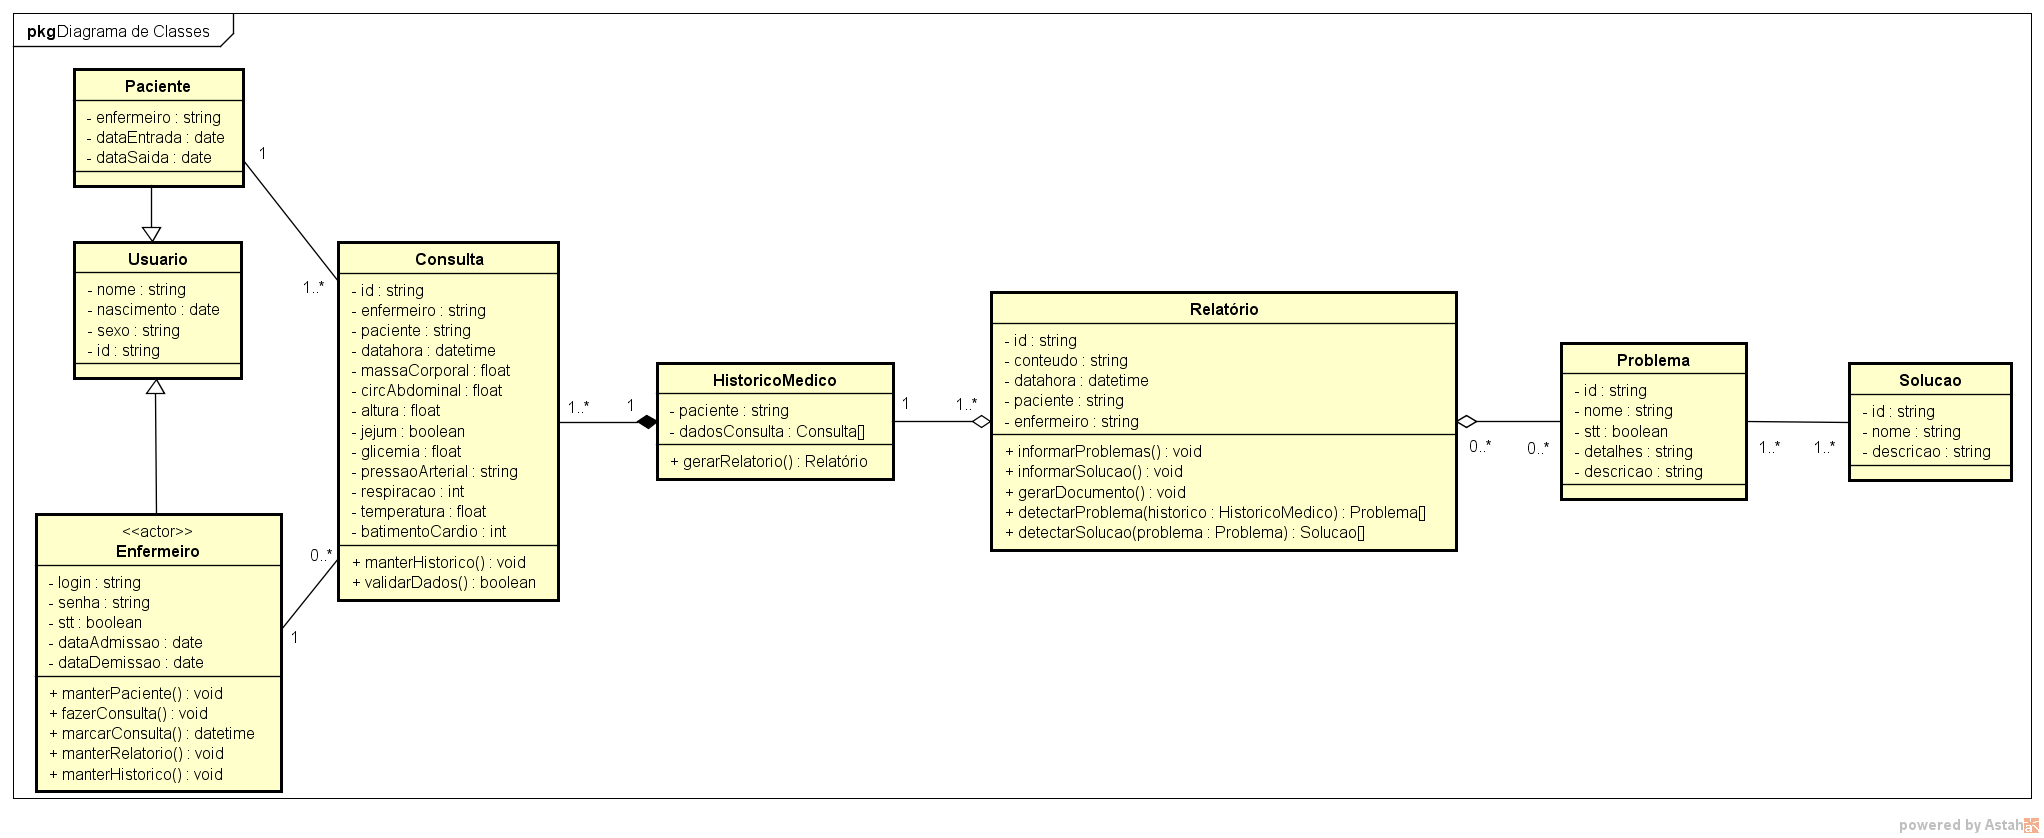 pkg Diagrama de Classes
Paciente
- enfermeiro : string
- dataEntrada : date
- dataSaida : date
1
1..*
Usuario
- nome : string
- nascimento : date
- sexo : string
- id : string
<<actor>>
Enfermeiro
- login : string
- senha : string
- stt : boolean
- dataAdmissao : date
- dataDemissao : date
+ manterPaciente() : void
+ fazerConsulta() : void
+ marcarConsulta() : datetime
+ manterRelatorio() : void
+ manterHistorico() : void
0..*
1
Consulta
- id : string
- enfermeiro : string
- paciente : string
- datahora : datetime
- massaCorporal : float
- circAbdominal : float
- altura : float
- jejum : boolean
- glicemia : float
- pressaoArterial : string
- respiracao : int
- temperatura : float
- batimentoCardio : int
+ manterHistorico() : void
+ validarDados() : boolean
1..*
1
HistoricoMedico
- paciente : string
- dadosConsulta : Consulta[]
+ gerarRelatorio() : Relatório
1
1..*
Relatório
- id : string
- conteudo : string
- datahora : datetime
- paciente : string
- enfermeiro : string
+ informarProblemas() : void
+ informarSolucao() : void
+ gerarDocumento() : void
+ detectarProblema(historico : HistoricoMedico) : Problema[]
+ detectarSolucao(problema : Problema) : Solucao[]
0..*
0..*
Problema
- id : string
- nome : string
- stt : boolean
- detalhes : string
- descricao : string
1..*
1..*
Solucao
- id : string
- nome : string
- descricao : string
powered by Astah